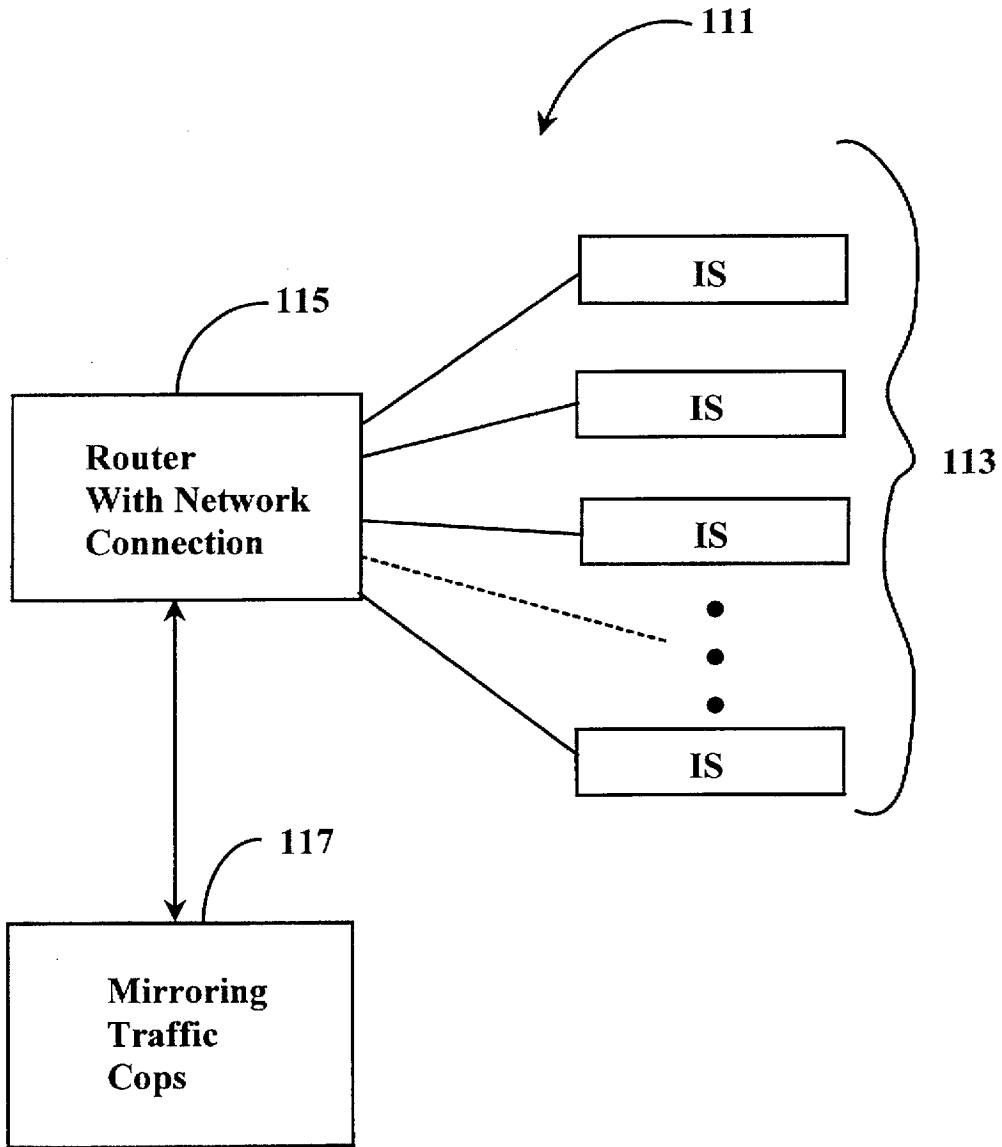 111
IS
115
IS
Router
With Network
Connection
113
IS
IS
117
Mirroring
Traffic
Cops